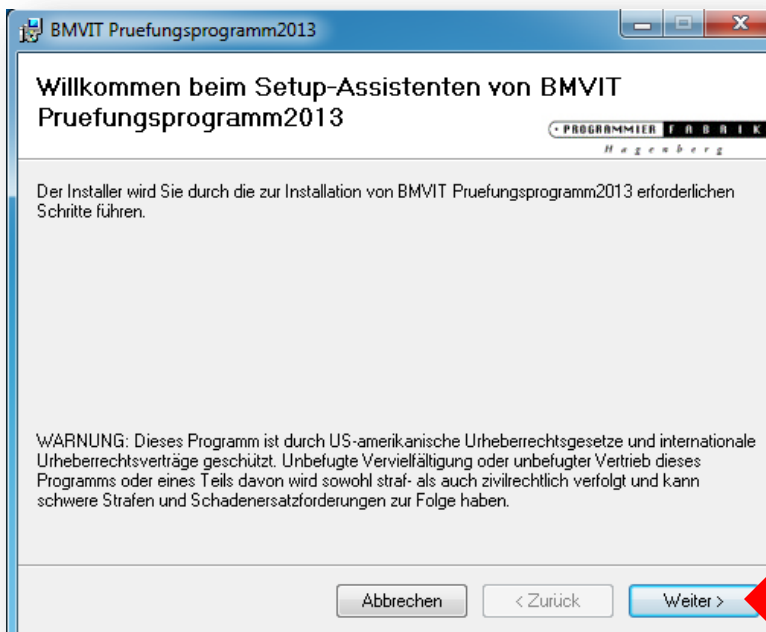 BMVIT Pruefungsprogramm2013
Willkommen beim Setup-Assistenten von BMVIT
Pruefungsprogramm2013
PROGRAMMIER FABRIK
Hagenberg
Der Installer wird Sie durch die zur Installation von BMVIT Pruefungsprogramm2013 erforderlichen
Schritte führen.
WARNUNG: Dieses Programm ist durch US-amerikanische Urheberrechtsgesetze und internationale
Urheberrechtsverträge geschützt. Unbefugte Vervielfältigung oder unbefugter Vertrieb dieses
Programms oder eines Teils davon wird sowohl straf- als auch zivilrechtlich verfolgt und kann
schwere Strafen und Schadenersatzforderungen zur Folge haben.
Abbrechen < Zurück Weiter >